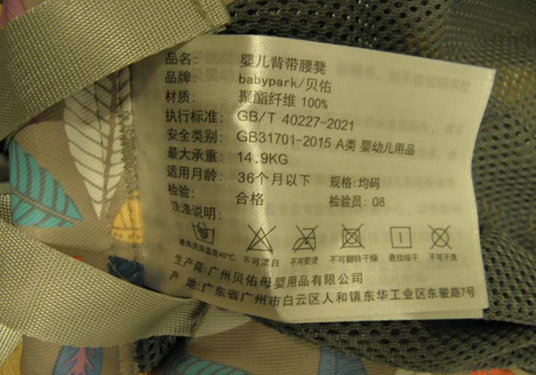 品名: 婴儿背带腰凳
品牌: babypark/贝佑
材质: 聚酯纤维 100%
执行标准: GB/T 40227-2021
安全类别: GB31701-2015 A类 婴幼儿用品
最大承重: 14.9KG
适用月龄: 36个月以下 规格:均码
检验: 合格 检验员: 08
洗涤说明:
最高洗涤温度40℃ 不可漂白 不可熨烫 不可翻转干燥 悬挂晾干 不可干洗
生产商:广州贝佑母婴用品有限公司
产 地:广东省广州市白云区人和镇东华工业区东骏路7号